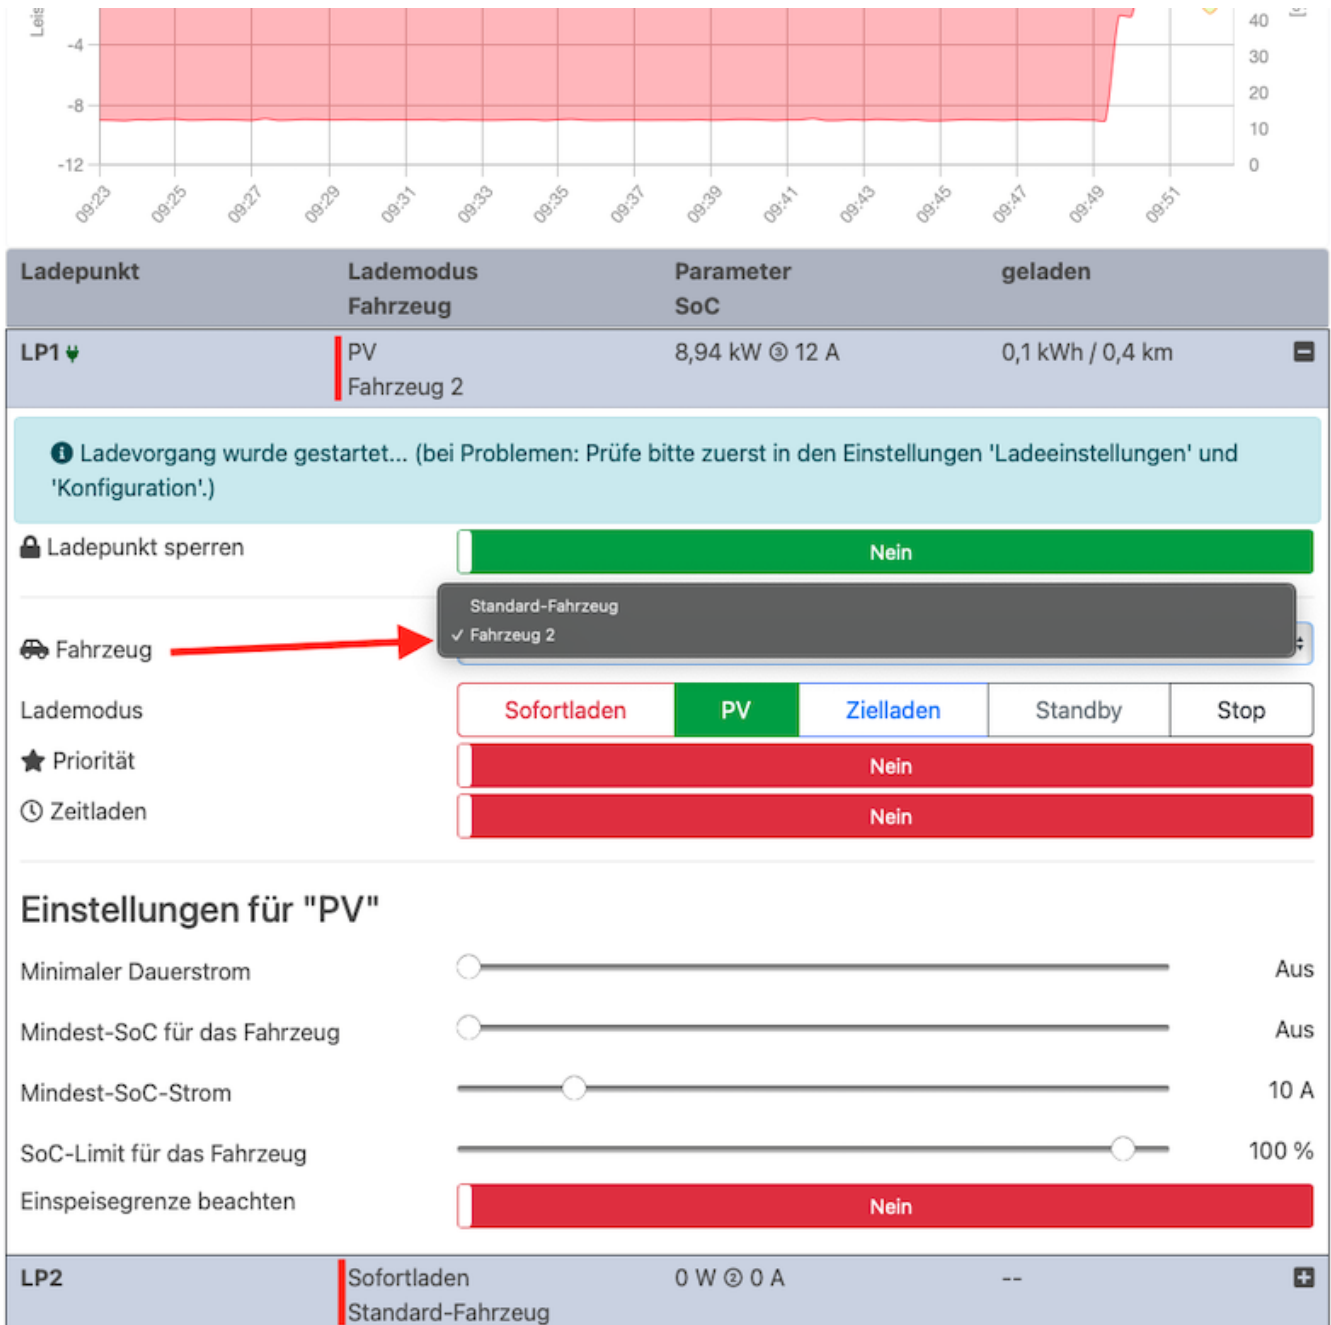 Leis
40
-4
30
20
-8
10
-12
0
09:23 09:25 09:27 09:29 09:31 09:33 09:35 09:37 09:39 09:41 09:43 09:45 09:47 09:49 09:51
Ladepunkt Lademodus Parameter geladen
Fahrzeug SoC
LP1 PV 8,94 kW ③ 12 A 0,1 kWh / 0,4 km
Fahrzeug 2
Ladevorgang wurde gestartet... (bei Problemen: Prüfe bitte zuerst in den Einstellungen 'Ladeeinstellungen' und
'Konfiguration'.)
Ladepunkt sperren Nein
Standard-Fahrzeug
✓ Fahrzeug 2
Fahrzeug
Lademodus Sofortladen PV Zielladen Standby Stop
Priorität Nein
Zeitladen Nein
Einstellungen für "PV"
Minimaler Dauerstrom Aus
Mindest-SoC für das Fahrzeug Aus
Mindest-SoC-Strom 10 A
SoC-Limit für das Fahrzeug 100 %
Einspeisegrenze beachten Nein
LP2 Sofortladen 0 W ② 0 A --
Standard-Fahrzeug